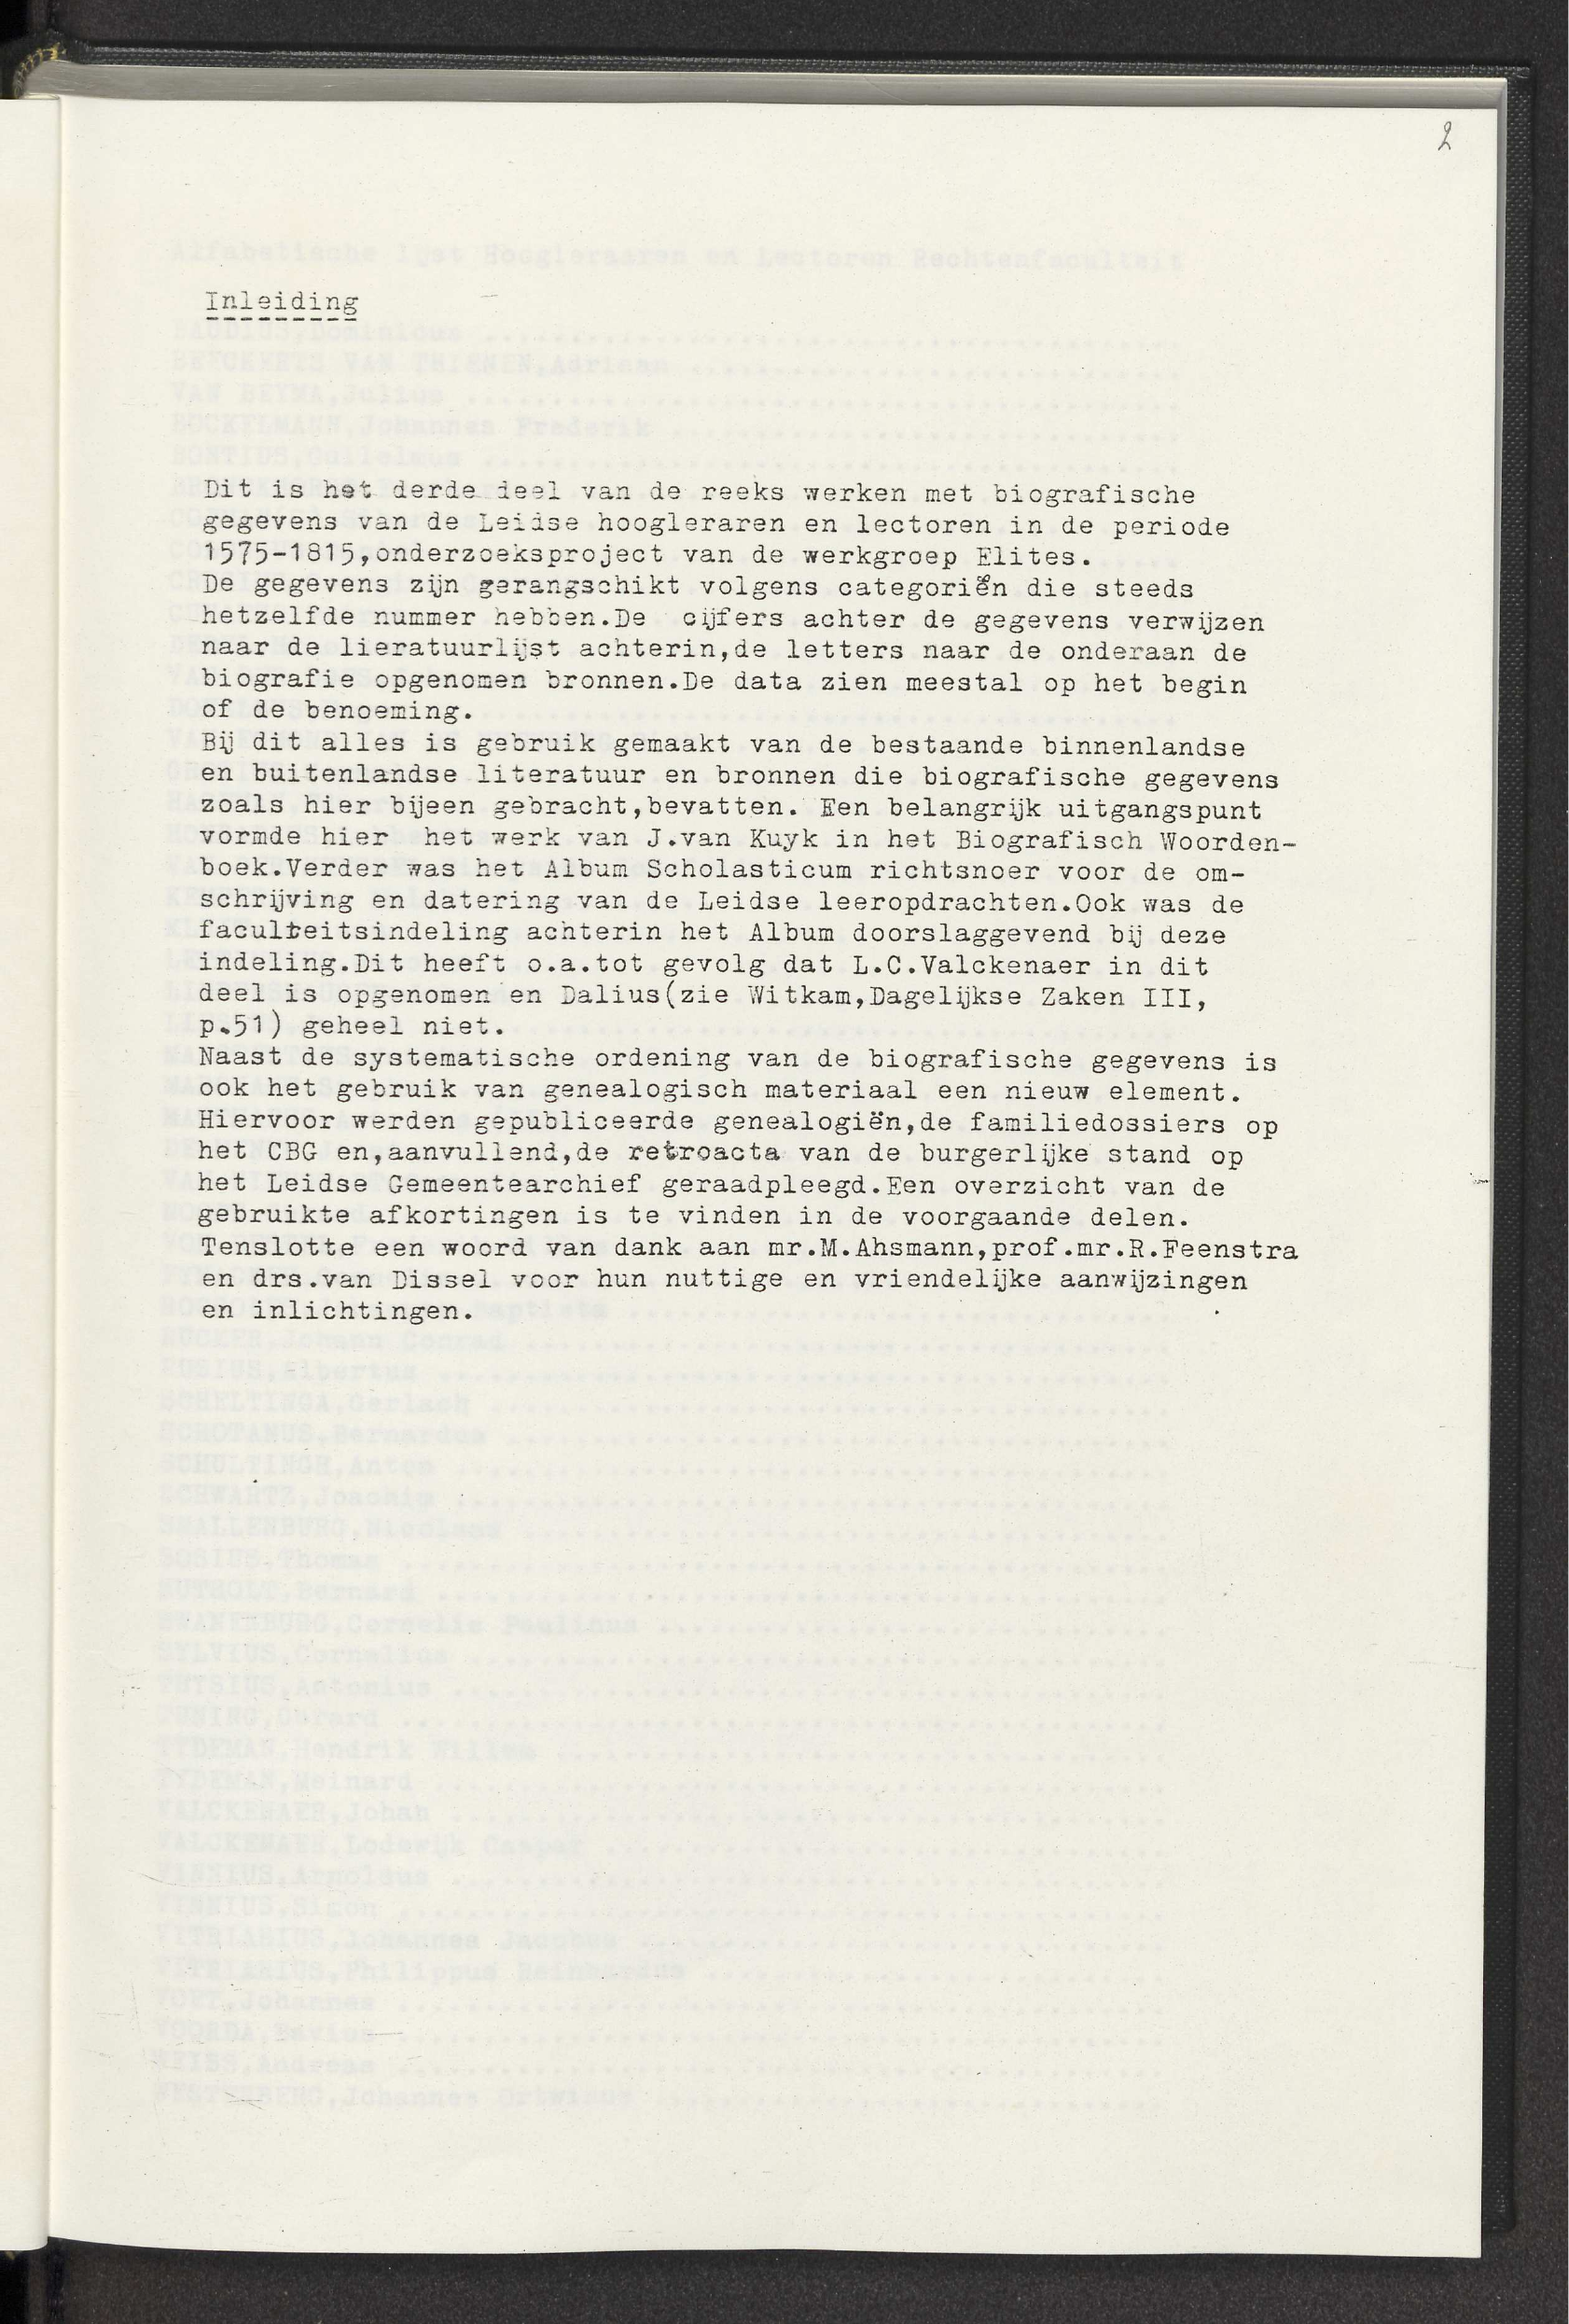 2
Inleiding
Dit is het derde deel van de reeks werken met biografische
gegevens van de Leidse hoogleraren en lectoren in de periode
1575-1815,onderzoeksproject van de werkgroep Elites.
De gegevens zijn gerangschikt volgens categoriën die steeds
hetzelfde nummer hebben.De cijfers achter de gegevens verwijzen
naar de lieratuurlijst achterin,de letters naar de onderaan de
biografie opgenomen bronnen.De data zien meestal op het begin
of de benoeming.
Bij dit alles is gebruik gemaakt van de bestaande binnenlandse
en buitenlandse literatuur en bronnen die biografische gegevens
zoals hier bijeen gebracht,bevatten. Een belangrijk uitgangspunt
vormde hier het werk van J.van Kuyk in het Biografisch Woorden-
boek.Verder was het Album Scholasticum richtsnoer voor de om-
schrijving en datering van de Leidse leeropdrachten.Ook was de
faculteitsindeling achterin het Album doorslaggevend bij deze
indeling.Dit heeft o.a.tot gevolg dat L.C.Valckenaer in dit
deel is opgenomen en Dalius(zie Witkam,Dagelijkse Zaken III,
p.51) geheel niet.
Naast de systematische ordening van de biografische gegevens is
ook het gebruik van genealogisch materiaal een nieuw element.
Hiervoor werden gepubliceerde genealogiën,de familiedossiers op
het CBG en,aanvullend,de retroacta van de burgerlijke stand op
het Leidse Gemeentearchief geraadpleegd.Een overzicht van de
gebruikte afkortingen is te vinden in de voorgaande delen.
Tenslotte een woord van dank aan mr.M.Ahsmann,prof.mr.R.Feenstra
en drs.van Dissel voor hun nuttige en vriendelijke aanwijzingen
en inlichtingen.